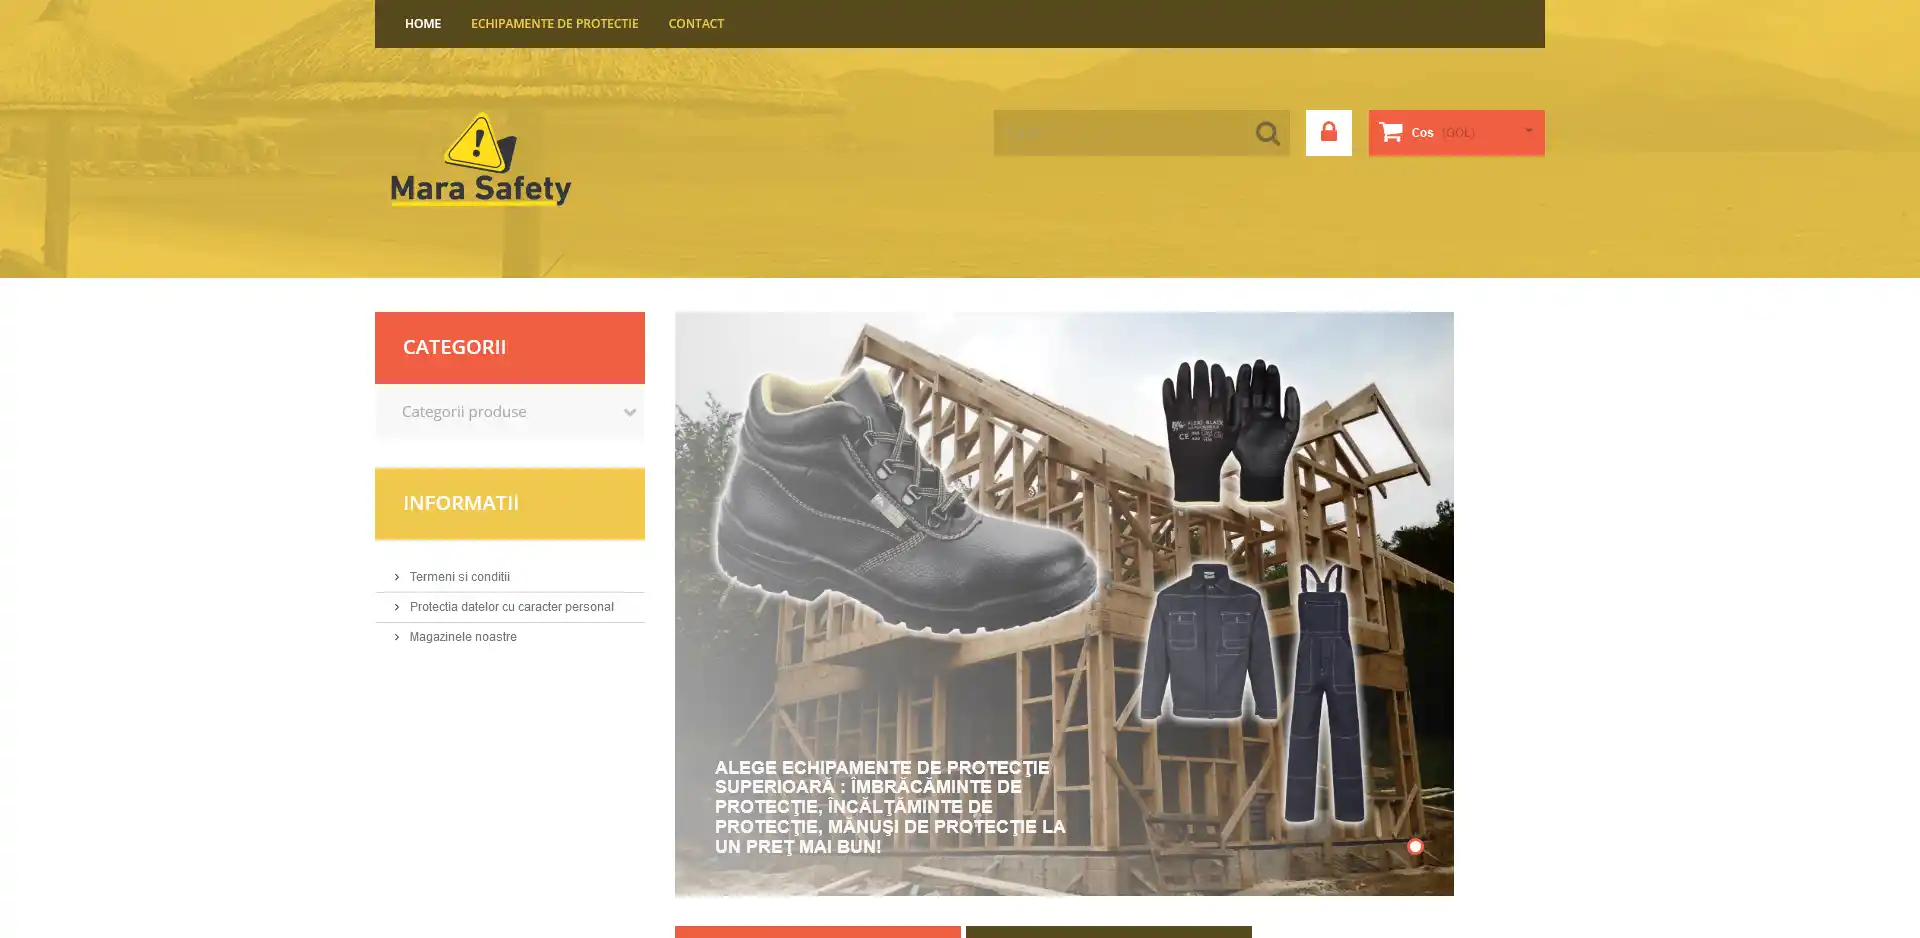 HOME
ECHIPAMENTE DE PROTECTIE
CONTACT
Mara Safety
Cos (GOL)
CATEGORII
Categorii produse
INFORMATII
Termeni si conditii
Protectia datelor cu caracter personal
Magazinele noastre
ALEGE ECHIPAMENTE DE PROTECŢIE
SUPERIOARĂ : ÎMBRĂCĂMINTE DE
PROTECŢIE, ÎNCĂLŢĂMINTE DE
PROTECŢIE, MĂNUŞI DE PROTECŢIE LA
UN PREŢ MAI BUN!